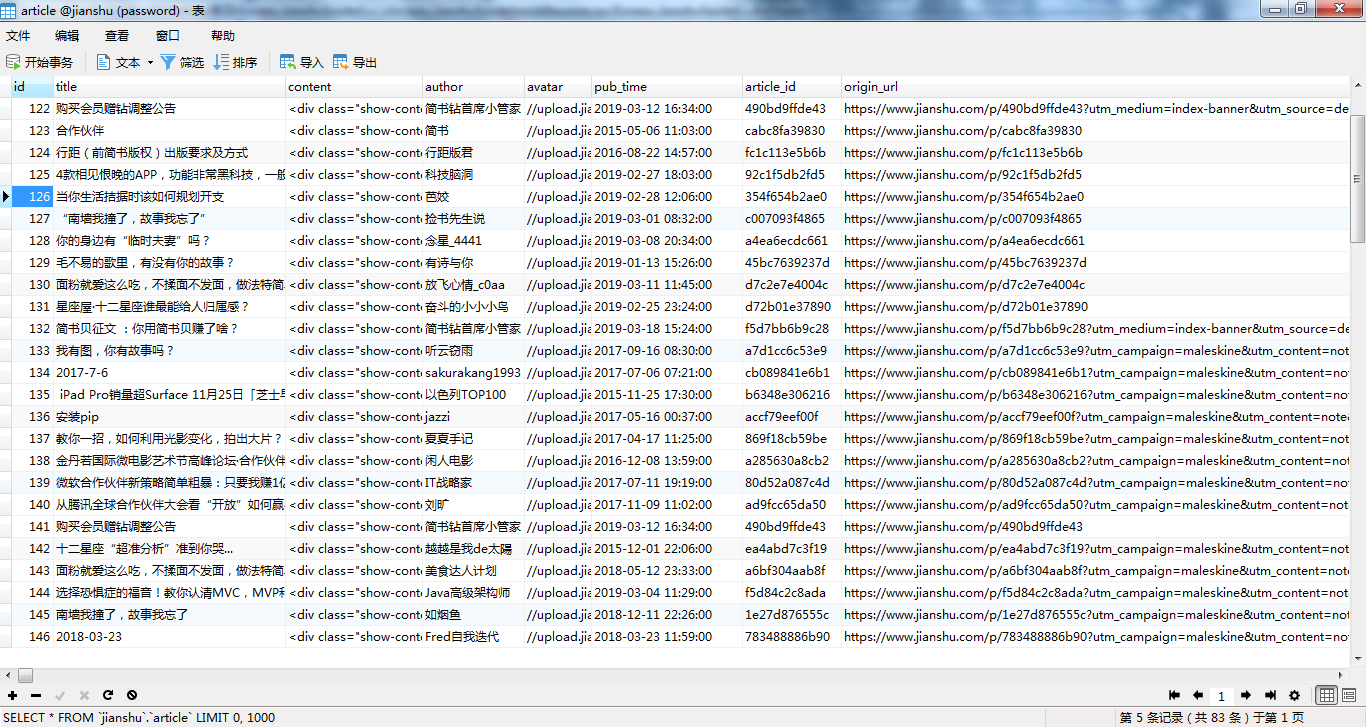 article @jianshu (password) - 表
文件 编辑 查看 窗口 帮助
开始事务 文本 筛选 排序 导入 导出
id title content author avatar pub_time article_id origin_url
122 购买会员赠钻调整公告 <div class="show-conte 简书钻首席小管家 //upload.jia 2019-03-12 16:34:00 490bd9ffde43 https://www.jianshu.com/p/490bd9ffde43?utm_medium=index-banner&utm_source=de
123 合作伙伴 <div class="show-conte 简书 //upload.jia 2015-05-06 11:03:00 cabc8fa39830 https://www.jianshu.com/p/cabc8fa39830
124 行距（前简书版权）出版要求及方式 <div class="show-conte 行距版君 //upload.jia 2016-08-22 14:57:00 fc1c113e5b6b https://www.jianshu.com/p/fc1c113e5b6b
125 4款相见恨晚的APP，功能非常黑科技，一般 <div class="show-conte 科技脑洞 //upload.jia 2019-02-27 18:03:00 92c1f5db2fd5 https://www.jianshu.com/p/92c1f5db2fd5
126 当你生活拮据时该如何规划开支 <div class="show-conte 芭姣 //upload.jia 2019-02-28 12:06:00 354f654b2ae0 https://www.jianshu.com/p/354f654b2ae0
127 “南墙我撞了，故事我忘了” <div class="show-conte 捡书先生说 //upload.jia 2019-03-01 08:32:00 c007093f4865 https://www.jianshu.com/p/c007093f4865
128 你的身边有“临时夫妻”吗？ <div class="show-conte 念星_4441 //upload.jia 2019-03-08 20:34:00 a4ea6ecdc661 https://www.jianshu.com/p/a4ea6ecdc661
129 毛不易的歌里，有没有你的故事？ <div class="show-conte 有诗与你 //upload.jia 2019-01-13 15:26:00 45bc7639237d https://www.jianshu.com/p/45bc7639237d
130 面粉就爱这么吃，不揉面不发面，做法特简 <div class="show-conte 放飞心情_c0aa //upload.jia 2019-03-11 11:45:00 d7c2e7e4004c https://www.jianshu.com/p/d7c2e7e4004c
131 星座屋·十二星座谁最能给人归属感？ <div class="show-conte 奋斗的小小小鸟 //upload.jia 2019-02-25 23:24:00 d72b01e37890 https://www.jianshu.com/p/d72b01e37890
132 简书贝征文 ：你用简书贝赚了啥？ <div class="show-conte 简书钻首席小管家 //upload.jia 2019-03-18 15:24:00 f5d7bb6b9c28 https://www.jianshu.com/p/f5d7bb6b9c28?utm_medium=index-banner&utm_source=de
133 我有图，你有故事吗？ <div class="show-conte 听云窃雨 //upload.jia 2017-09-16 08:30:00 a7d1cc6c53e9 https://www.jianshu.com/p/a7d1cc6c53e9?utm_campaign=maleskine&utm_content=not
134 2017-7-6 <div class="show-conte sakurakang1993 //upload.jia 2017-07-06 07:21:00 cb089841e6b1 https://www.jianshu.com/p/cb089841e6b1?utm_campaign=maleskine&utm_content=not
135 iPad Pro销量超Surface 11月25日「芝士早 <div class="show-conte 以色列TOP100 //upload.jia 2015-11-25 17:30:00 b6348e306216 https://www.jianshu.com/p/b6348e306216?utm_campaign=maleskine&utm_content=not
136 安装pip <div class="show-conte jazzi //upload.jia 2017-05-16 00:37:00 accf79eef00f https://www.jianshu.com/p/accf79eef00f?utm_campaign=maleskine&utm_content=note
137 教你一招，如何利用光影变化，拍出大片？ <div class="show-conte 夏夏手记 //upload.jia 2017-04-17 11:25:00 869f18cb59be https://www.jianshu.com/p/869f18cb59be?utm_campaign=maleskine&utm_content=not
138 金丹若国际微电影艺术节高峰论坛·合作伙伴 <div class="show-conte 闲人电影 //upload.jia 2016-12-08 13:59:00 a285630a8cb2 https://www.jianshu.com/p/a285630a8cb2?utm_campaign=maleskine&utm_content=not
139 微软合作伙伴新策略简单粗暴：只要我赚1亿 <div class="show-conte IT战略家 //upload.jia 2017-07-11 19:19:00 80d52a087c4d https://www.jianshu.com/p/80d52a087c4d?utm_campaign=maleskine&utm_content=not
140 从腾讯全球合作伙伴大会看“开放”如何赢 <div class="show-conte 刘旷 //upload.jia 2017-11-09 11:02:00 ad9fcc65da50 https://www.jianshu.com/p/ad9fcc65da50?utm_campaign=maleskine&utm_content=not
141 购买会员赠钻调整公告 <div class="show-conte 简书钻首席小管家 //upload.jia 2019-03-12 16:34:00 490bd9ffde43 https://www.jianshu.com/p/490bd9ffde43
142 十二星座“超准分析”准到你哭... <div class="show-conte 越越是我de太陽 //upload.jia 2015-12-01 22:06:00 ea4abd7c3f19 https://www.jianshu.com/p/ea4abd7c3f19?utm_campaign=maleskine&utm_content=not
143 面粉就爱这么吃，不揉面不发面，做法特简 <div class="show-conte 美食达人计划 //upload.jia 2018-05-12 23:33:00 a6bf304aab8f https://www.jianshu.com/p/a6bf304aab8f?utm_campaign=maleskine&utm_content=not
144 选择恐惧症的福音！教你认清MVC，MVP和 <div class="show-conte Java高级架构师 //upload.jia 2019-03-04 11:29:00 f5d84c2c8ada https://www.jianshu.com/p/f5d84c2c8ada?utm_campaign=maleskine&utm_content=not
145 南墙我撞了，故事我忘了 <div class="show-conte 如烟鱼 //upload.jia 2018-12-11 22:26:00 1e27d876555c https://www.jianshu.com/p/1e27d876555c?utm_campaign=maleskine&utm_content=not
146 2018-03-23 <div class="show-conte Fred自我迭代 //upload.jia 2018-03-23 11:59:00 783488886b90 https://www.jianshu.com/p/783488886b90?utm_campaign=maleskine&utm_content=not
1
SELECT * FROM `jianshu`.`article` LIMIT 0, 1000 第 5 条记录 ( 共 83 条 ) 于第 1 页